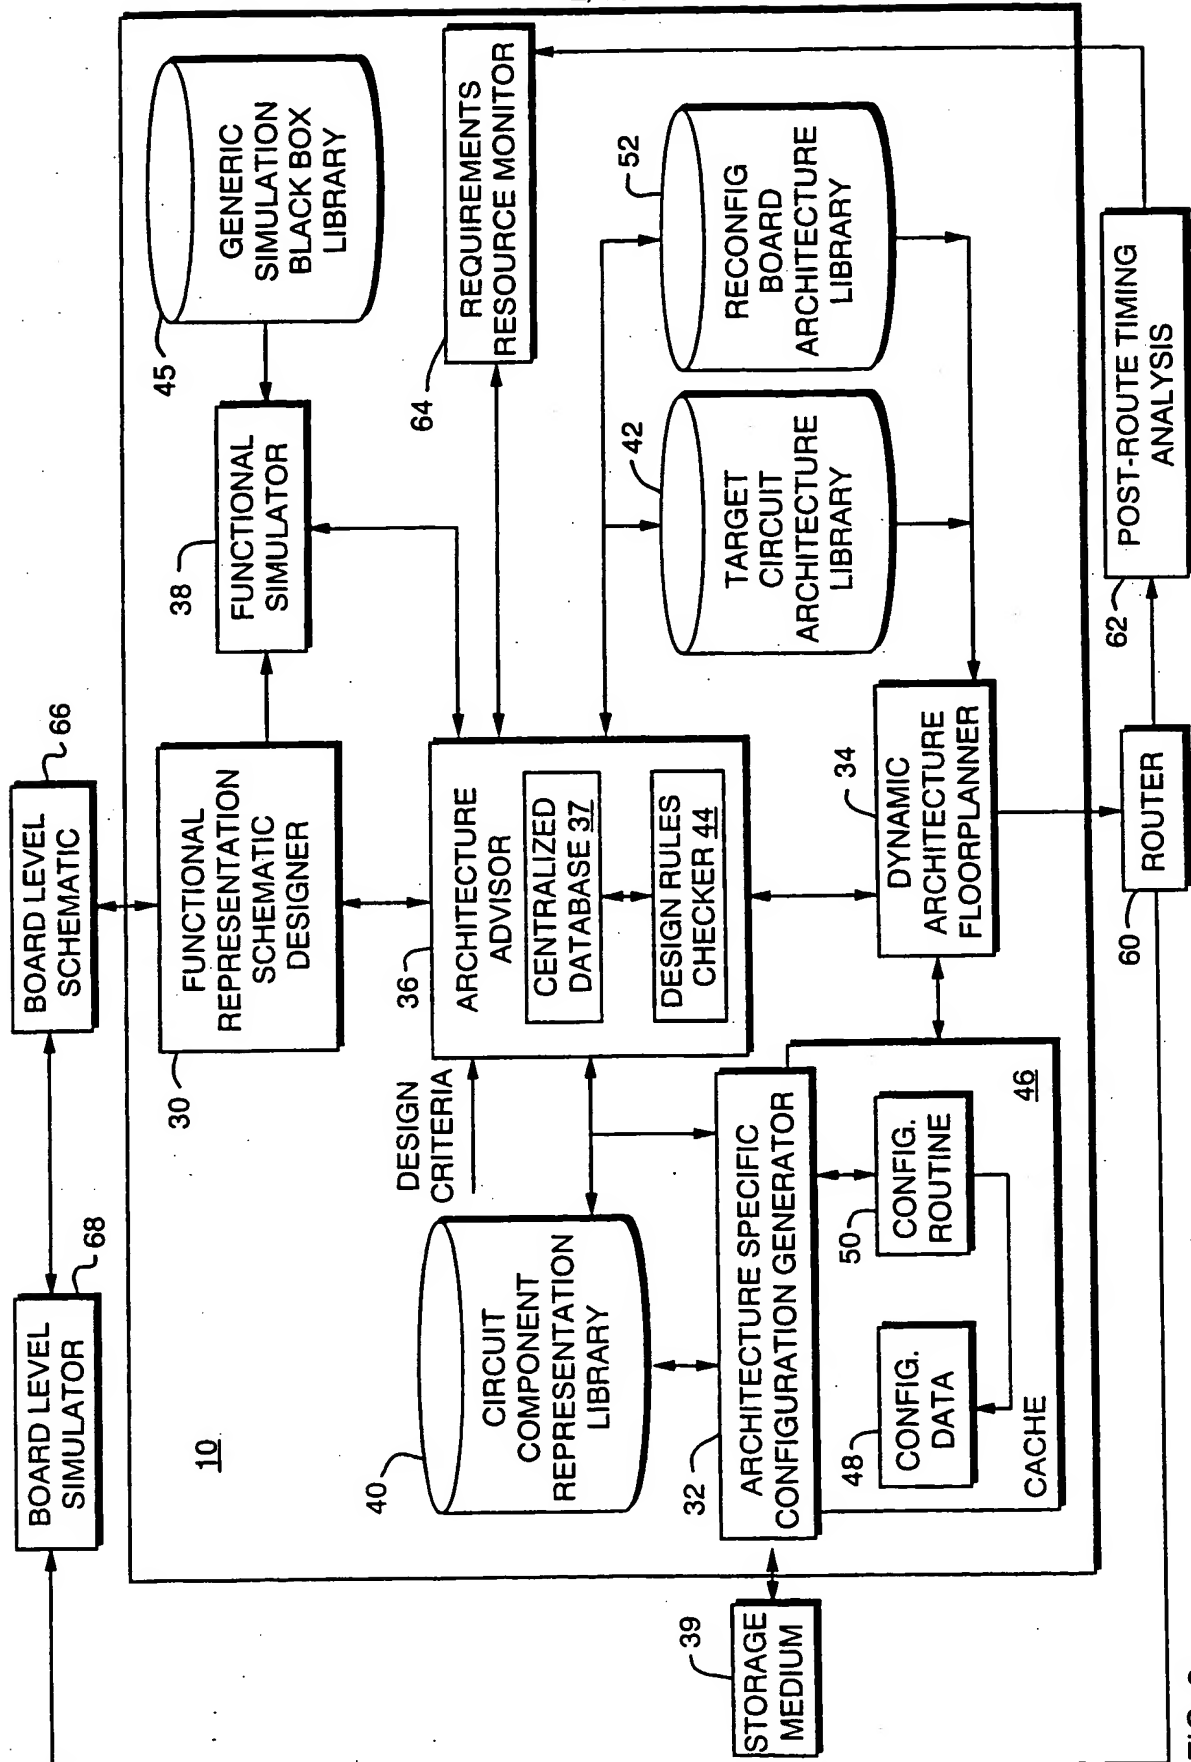 BOARD LEVEL
SIMULATOR
68
BOARD LEVEL
SCHEMATIC
66
10
30
FUNCTIONAL
REPRESENTATION
SCHEMATIC
DESIGNER
38
FUNCTIONAL
SIMULATOR
45
GENERIC
SIMULATION
BLACK BOX
LIBRARY
40
CIRCUIT
COMPONENT
REPRESENTATION
LIBRARY
DESIGN
CRITERIA
36
ARCHITECTURE
ADVISOR
CENTRALIZED
DATABASE 37
DESIGN RULES
CHECKER 44
64
REQUIREMENTS
RESOURCE MONITOR
42
TARGET
CIRCUIT
ARCHITECTURE
LIBRARY
52
RECONFIG
BOARD
ARCHITECTURE
LIBRARY
39
STORAGE
MEDIUM
32
ARCHITECTURE SPECIFIC
CONFIGURATION GENERATOR
48
CONFIG.
DATA
50
CONFIG.
ROUTINE
46
CACHE
34
DYNAMIC
ARCHITECTURE
FLOORPLANNER
60
ROUTER
62
POST-ROUTE TIMING
ANALYSIS